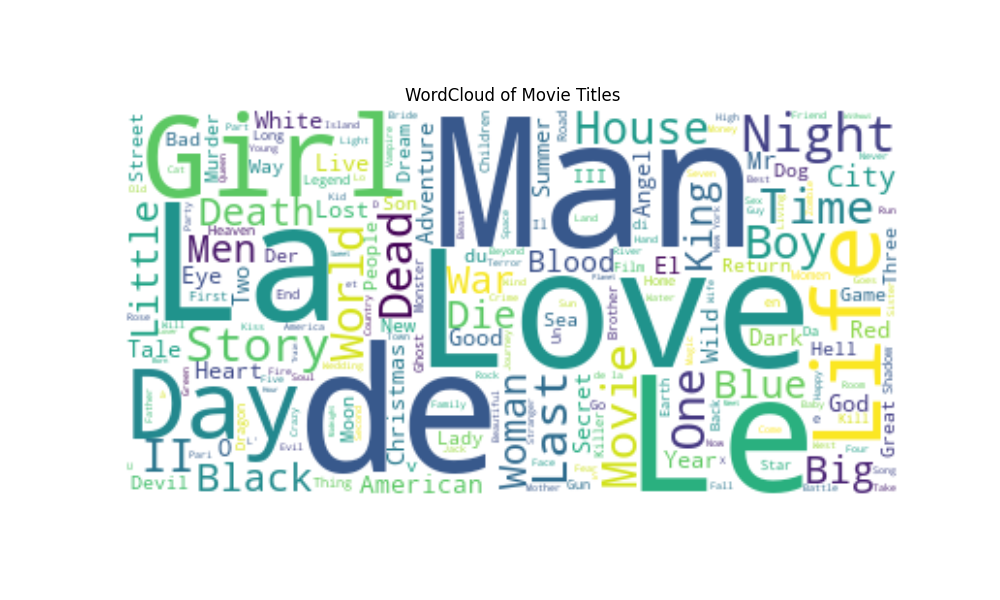 WordCloud of Movie Titles
Street
Girl
Bad
Murder
Part
White
Island
Long
Young
Queen
Cat
Way
Light
Live
Legend
Lo
Vampire
Bride
Dream
Adventure
Man
Children
Summer
Road
House
III
Angel
High
Money
Night
Friend
Without
Never
Old
Death
Lost
Kid
Son
D
Beast
Space
Il
Land
di
Hand
King
Seven
New York
Mr
Best
Dog
Sex
Guy
Living
City
Time
Run
Little
La
Party
Heaven
Men
Der
Eye
Two
First
End
World
Sweet
et
People
Dead
Country
Monster
du
Beyond
Terror
War
Wind
Crime
Blood
River
Film
El
Home
Water
Wife
Return
Women
Boy
Three
Life
Game
Sister
Goes
Rose
Will
Kiss
America
Story
Tale
New
Ghost
Die
Good
Love
Sea
Sun
Un
Brother
Planet
Wild
Magic
en
Dark
Da
Hell
Red
Shadow
Journey
Heart
Fire
Five
Soul
Train
Wedding
Green
Day
de
Christmas
Rock
Family
Beautiful
Woman
Stranger
Last
Secret
Go
de la
Killer
Movie
Earth
Le
One
Back
Blue
Happy
Room
Baby
God
Kill
e
Great
Father
II
Pari
O
Dragon
L'
Evil
Crazy
Midnight
Moon
Second
Lady
Jack
v
Face
Fear
Mother
Gun
Year
Now
X
Come
Star
West
Four
Big
Song
u
Devil
Black
Thing
American
Fall
Battle
Take